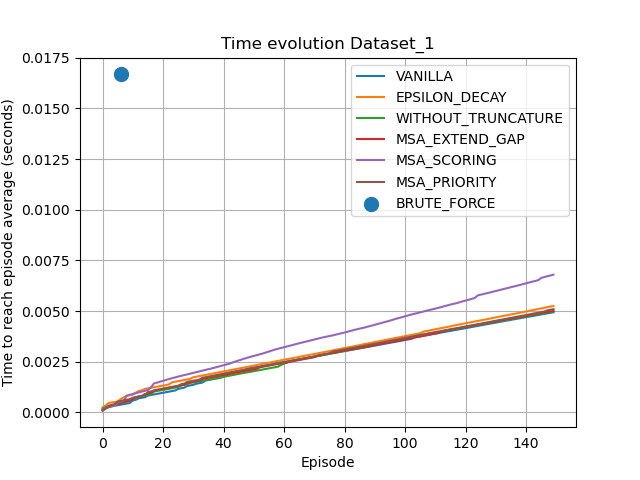 Time evolution Dataset_1
Time to reach episode average (seconds)
0.0175
0.0150
0.0125
0.0100
0.0075
0.0050
0.0025
0.0000
VANILLA
EPSILON_DECAY
WITHOUT_TRUNCATURE
MSA_EXTEND_GAP
MSA_SCORING
MSA_PRIORITY
BRUTE_FORCE
0 20 40 60 80 100 120 140
Episode